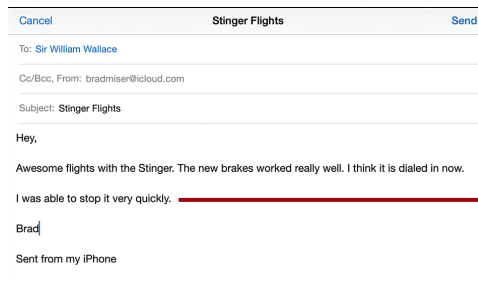 Cancel Stinger Flights Send
To: Sir William Wallace
Cc/Bcc, From: bradmiser@icloud.com
Subject: Stinger Flights
Hey,
Awesome flights with the Stinger. The new brakes worked really well. I think it is dialed in now.
I was able to stop it very quickly.
Brad
Sent from my iPhone